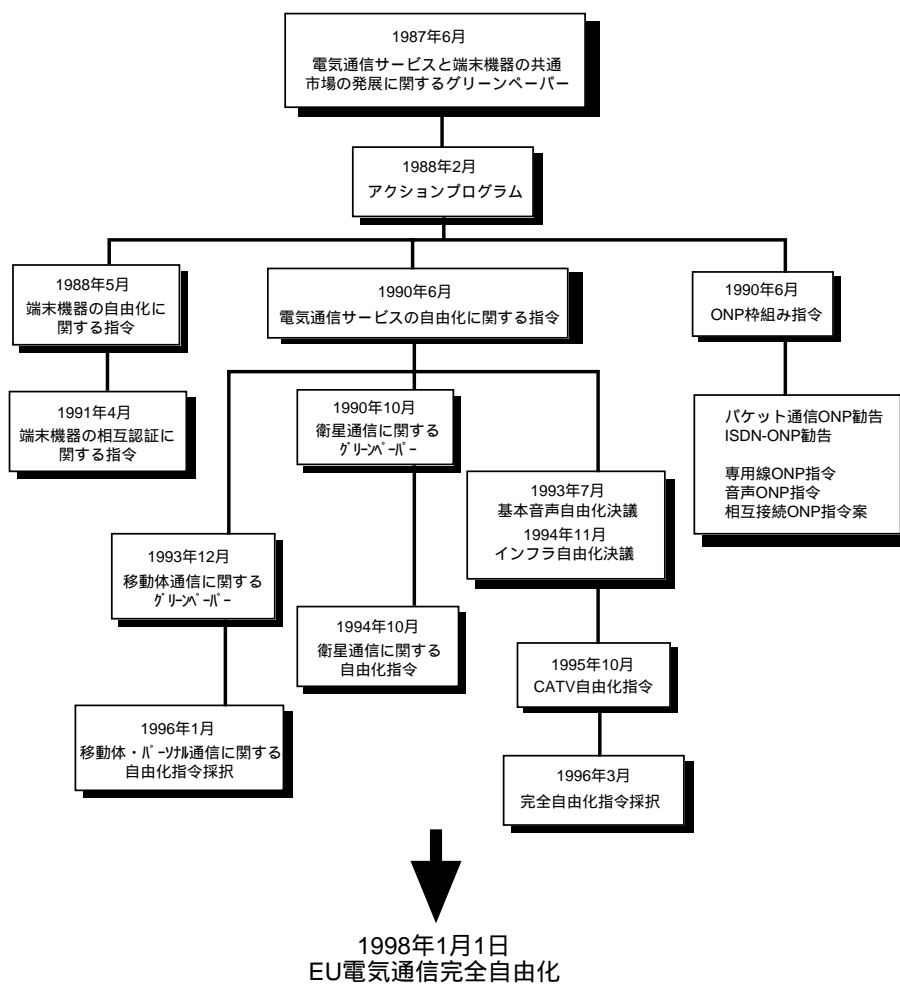 1987年6月
電気通信サービスと端末機器の共通
市場の発展に関するグリーンペーパー
1988年2月
アクションプログラム
1988年5月
端末機器の自由化に
関する指令
1990年6月
電気通信サービスの自由化に関する指令
1990年6月
ONP枠組み指令
1991年4月
端末機器の相互認証に
関する指令
1990年10月
衛星通信に関する
ｸﾞﾘｰﾝﾍﾟｰﾊﾟｰ
パケット通信ONP勧告
ISDN-ONP勧告
専用線ONP指令
音声ONP指令
相互接続ONP指令案
1993年7月
基本音声自由化決議
1994年11月
インフラ自由化決議
1993年12月
移動体通信に関する
ｸﾞﾘｰﾝﾍﾟｰﾊﾟｰ
1994年10月
衛星通信に関する
自由化指令
1995年10月
CATV自由化指令
1996年1月
移動体・ﾊﾟｰｿﾅﾙ通信に関する
自由化指令採択
1996年3月
完全自由化指令採択
1998年1月1日
EU電気通信完全自由化